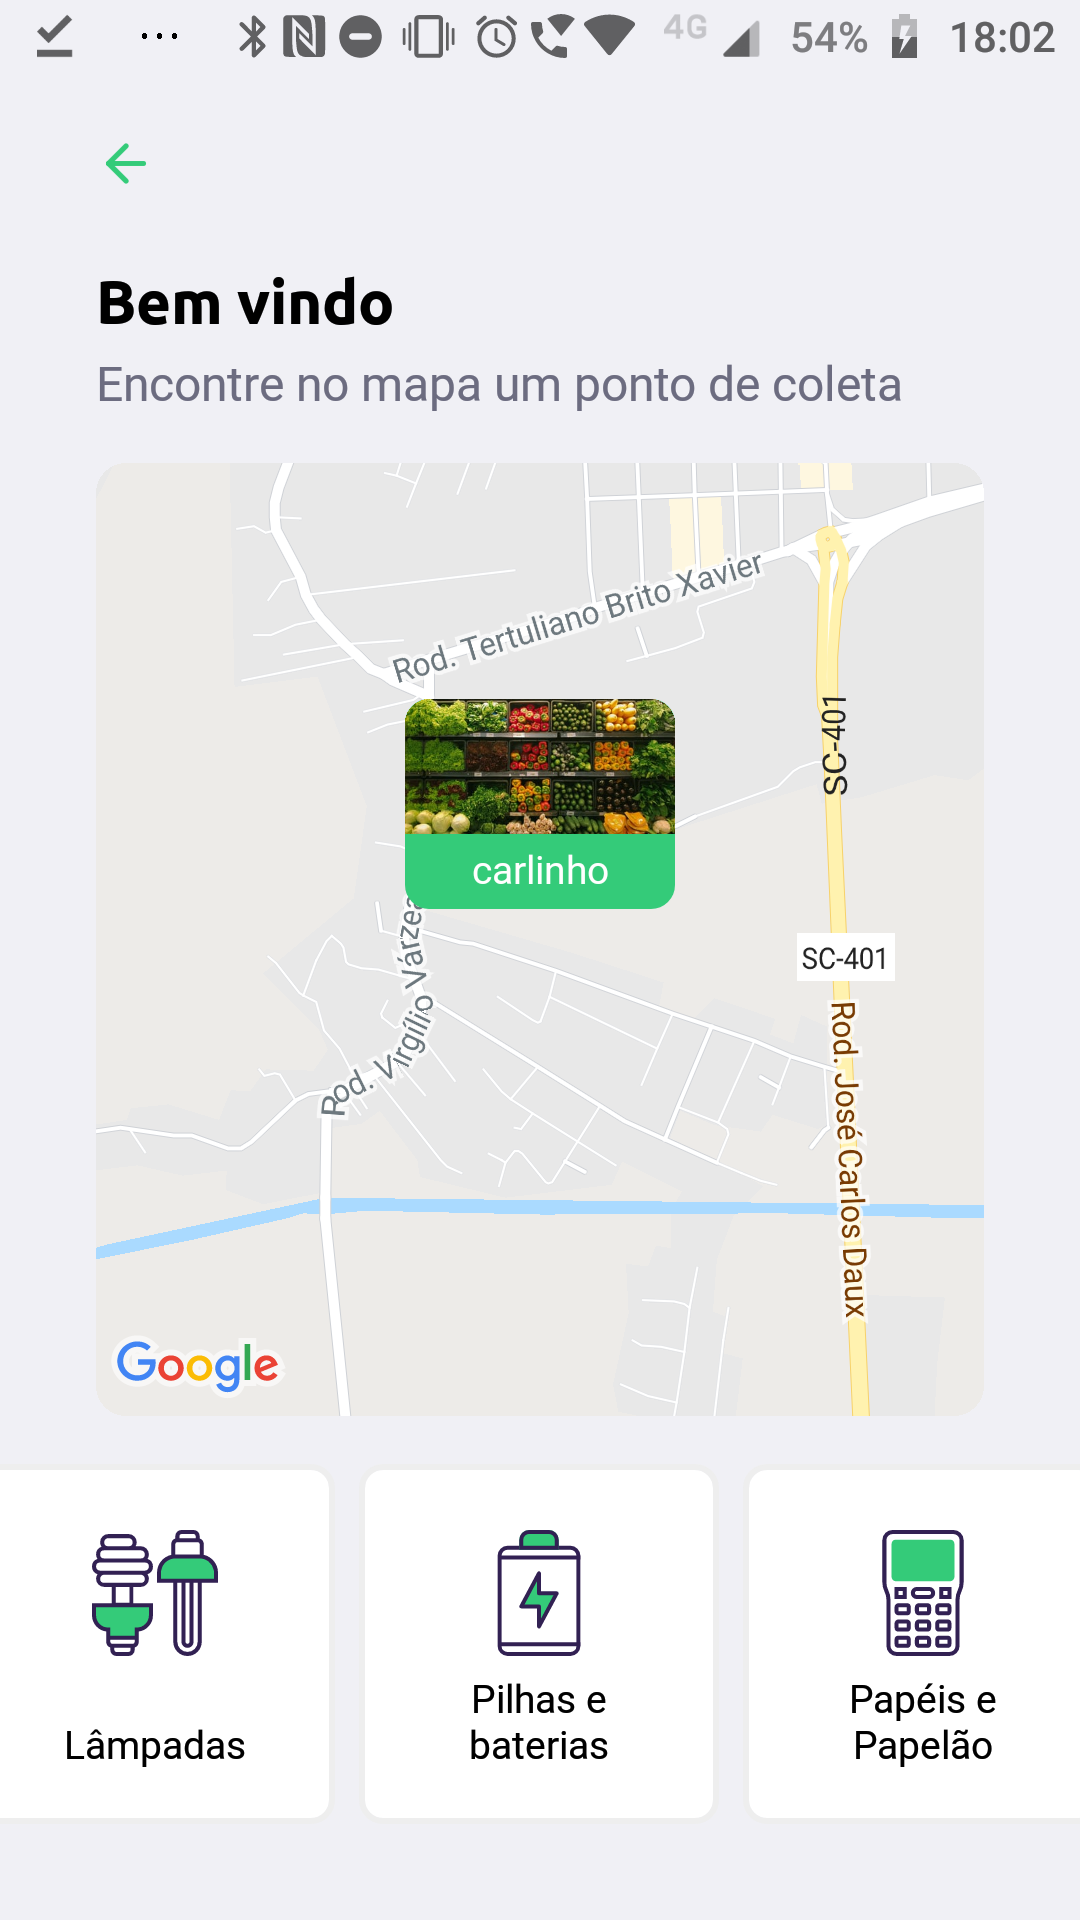 4G 54% 18:02
Bem vindo
Encontre no mapa um ponto de coleta
Rod. Tertuliano Brito Xavier
SC-401
carlinho
Rod. Virgílio Várzea
SC-401
Rod. José Carlos Daux
Google
Lâmpadas
Pilhas e
baterias
Papéis e
Papelão